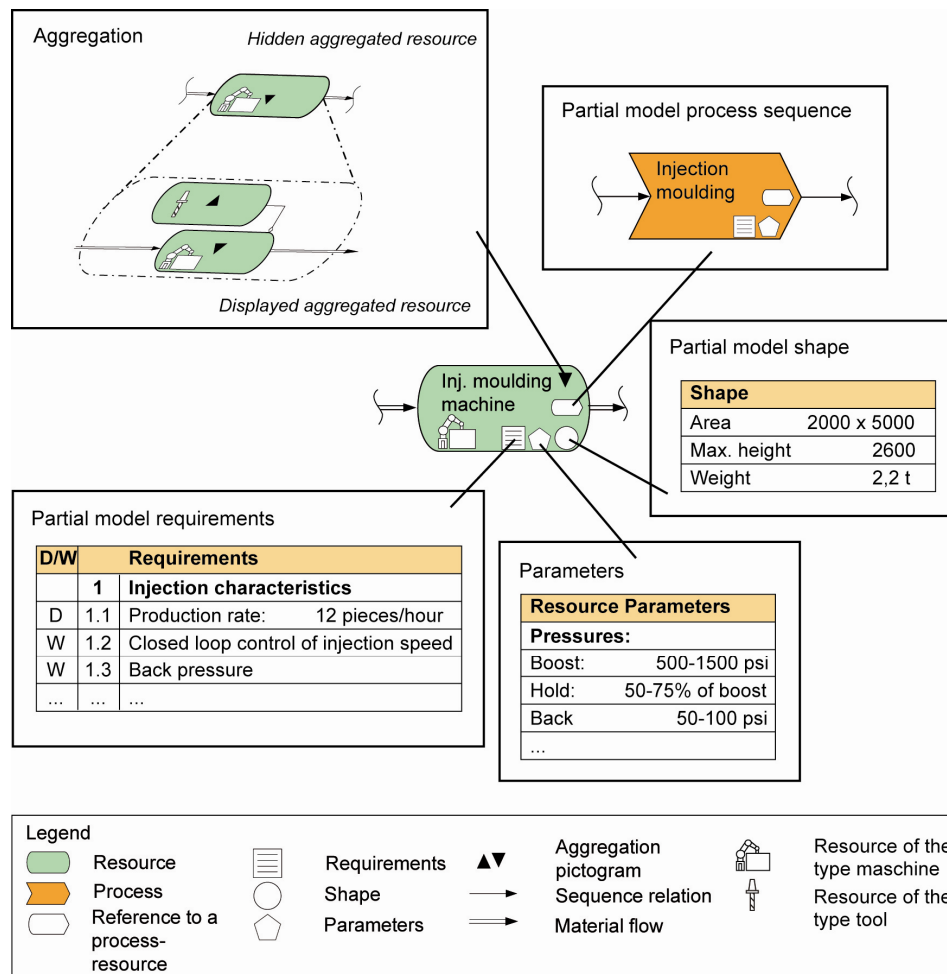 Aggregation
Hidden aggregated resource
Displayed aggregated resource
Partial model process sequence
Injection
moulding
Inj. moulding
machine
Partial model shape
Shape
Area 2000 x 5000
Max. height 2600
Weight 2,2 t
Partial model requirements
D/W Requirements
1 Injection characteristics
D 1.1 Production rate: 12 pieces/hour
W 1.2 Closed loop control of injection speed
W 1.3 Back pressure
... ... ...
Parameters
Resource Parameters
Pressures:
Boost: 500-1500 psi
Hold: 50-75% of boost
Back 50-100 psi
...
Legend
Resource
Process
Reference to a
process-
resource
Requirements
Shape
Parameters
Aggregation
pictogram
Sequence relation
Material flow
Resource of the
type maschine
Resource of the
type tool